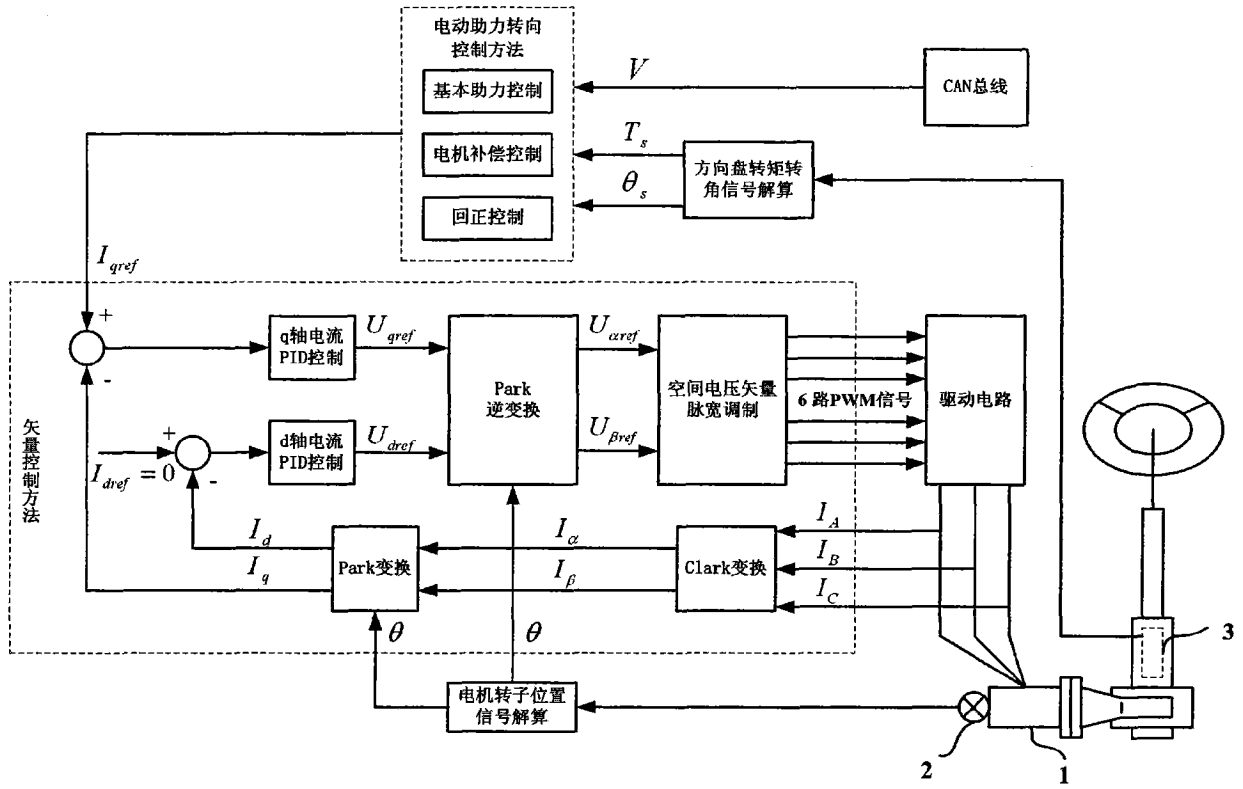 电动助力转向
控制方法
基本助力控制
电机补偿控制
回正控制
V
CAN总线
T_s
θ_s
方向盘转矩转
角信号解算
I_qref
+
-
q轴电流
PID控制
U_qref
Park
逆变换
U_αref
空间电压矢量
脉宽调制
6 路PWM信号
驱动电路
矢量控制方法
+
-
I_dref = 0
d轴电流
PID控制
U_dref
U_βref
I_d
I_q
Park变换
I_α
I_β
Clark变换
I_A
I_B
I_C
θ
θ
电机转子位置
信号解算
3
2
1